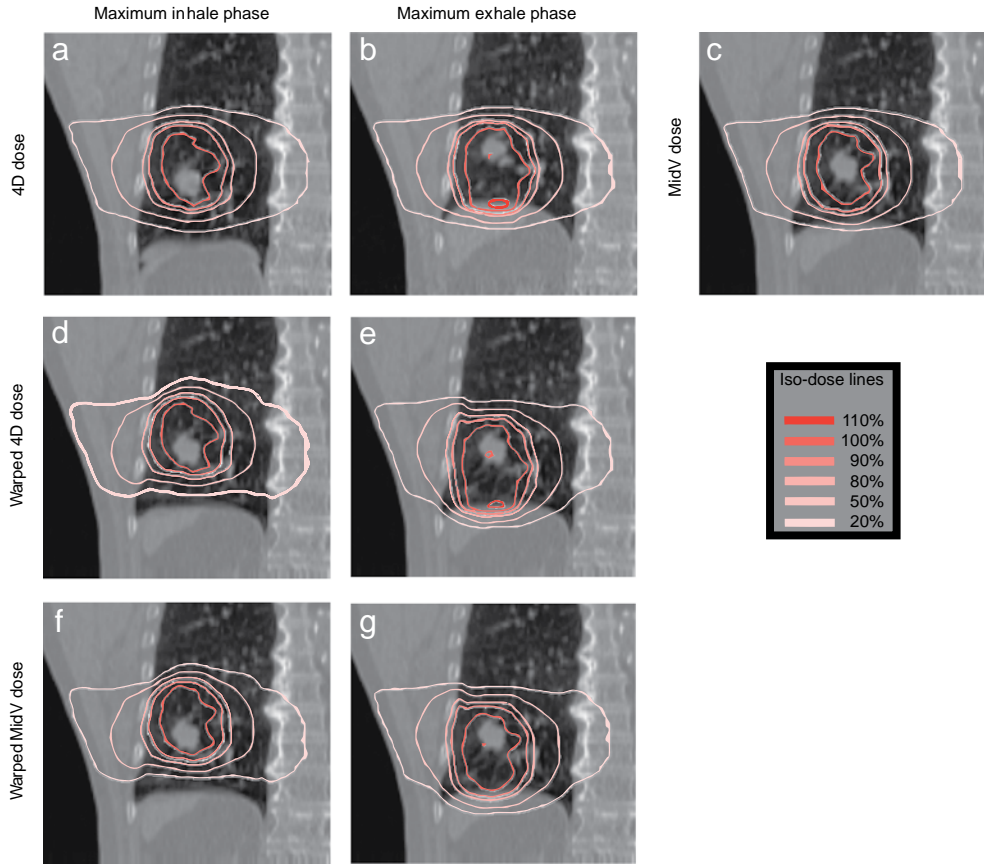 Maximum inhale phase
Maximum exhale phase
a
b
c
4D dose
MidV dose
d
e
Warped 4D dose
Iso-dose lines
110%
100%
90%
80%
50%
20%
f
g
Warped MidV dose